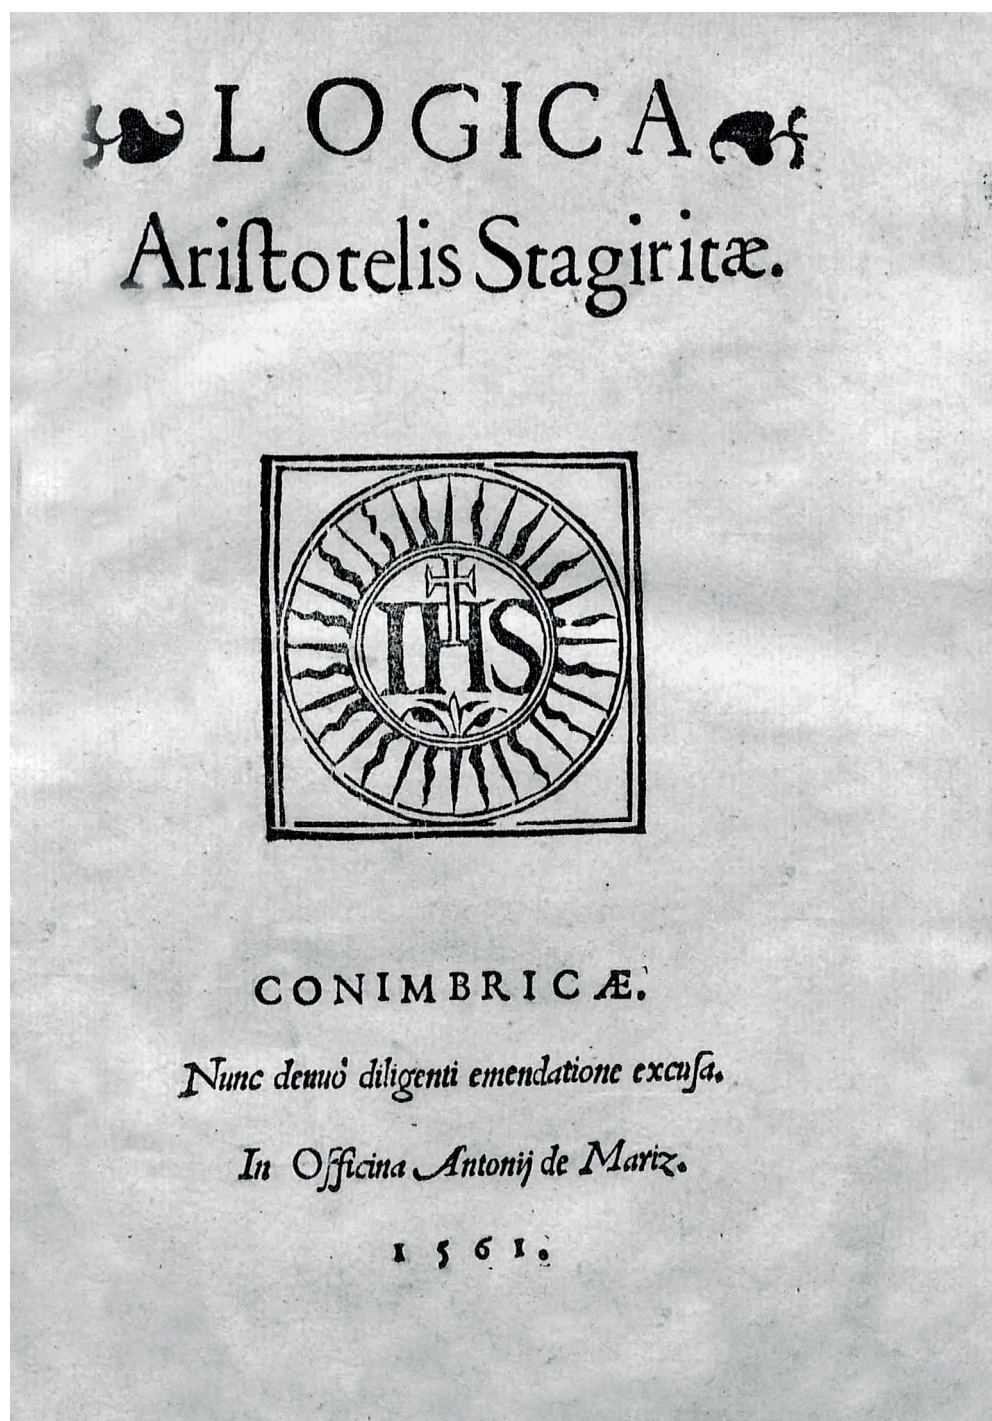 LOGICA
Ariſtotelis Stagiritæ.
IHS
CONIMBRICÆ.
Nunc denuò diligenti emendatione excuſa.
In Officina Antonij de Mariz.
1561.